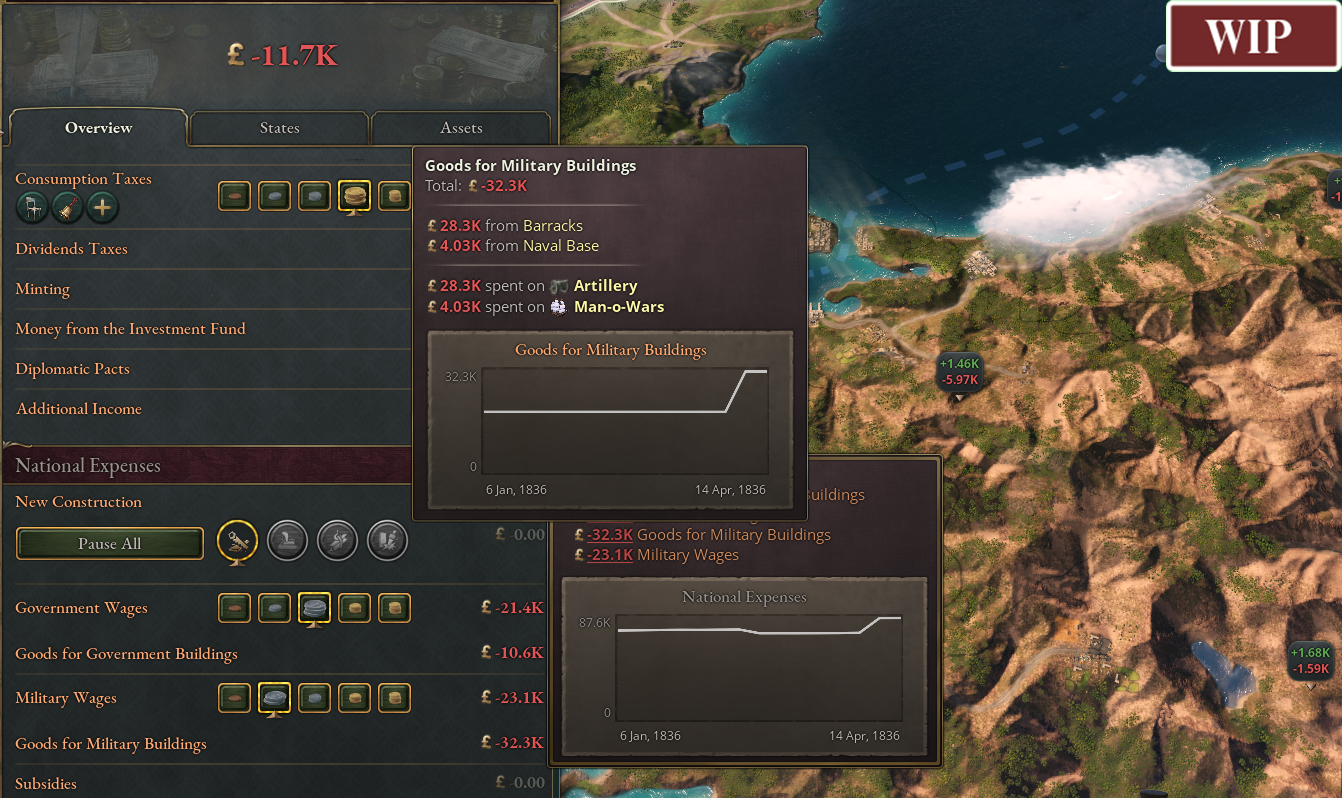 £ -11.7K
WIP
Overview
States
Assets
Consumption Taxes
Dividends Taxes
Minting
Money from the Investment Fund
Diplomatic Pacts
Additional Income
National Expenses
New Construction
Pause All
£ -0.00
Government Wages
£ -21.4K
Goods for Government Buildings
£ -10.6K
Military Wages
£ -23.1K
Goods for Military Buildings
£ -32.3K
Subsidies
£ -0.00
Goods for Military Buildings
Total: £ -32.3K
£ 28.3K from Barracks
£ 4.03K from Naval Base
£ 28.3K spent on Artillery
£ 4.03K spent on Man-o-Wars
Goods for Military Buildings
32.3K
0
6 Jan, 1836
14 Apr, 1836
£ -32.3K Goods for Military Buildings
£ -23.1K Military Wages
National Expenses
87.6K
0
6 Jan, 1836
14 Apr, 1836
+1.46K
-5.97K
+1.68K
-1.59K